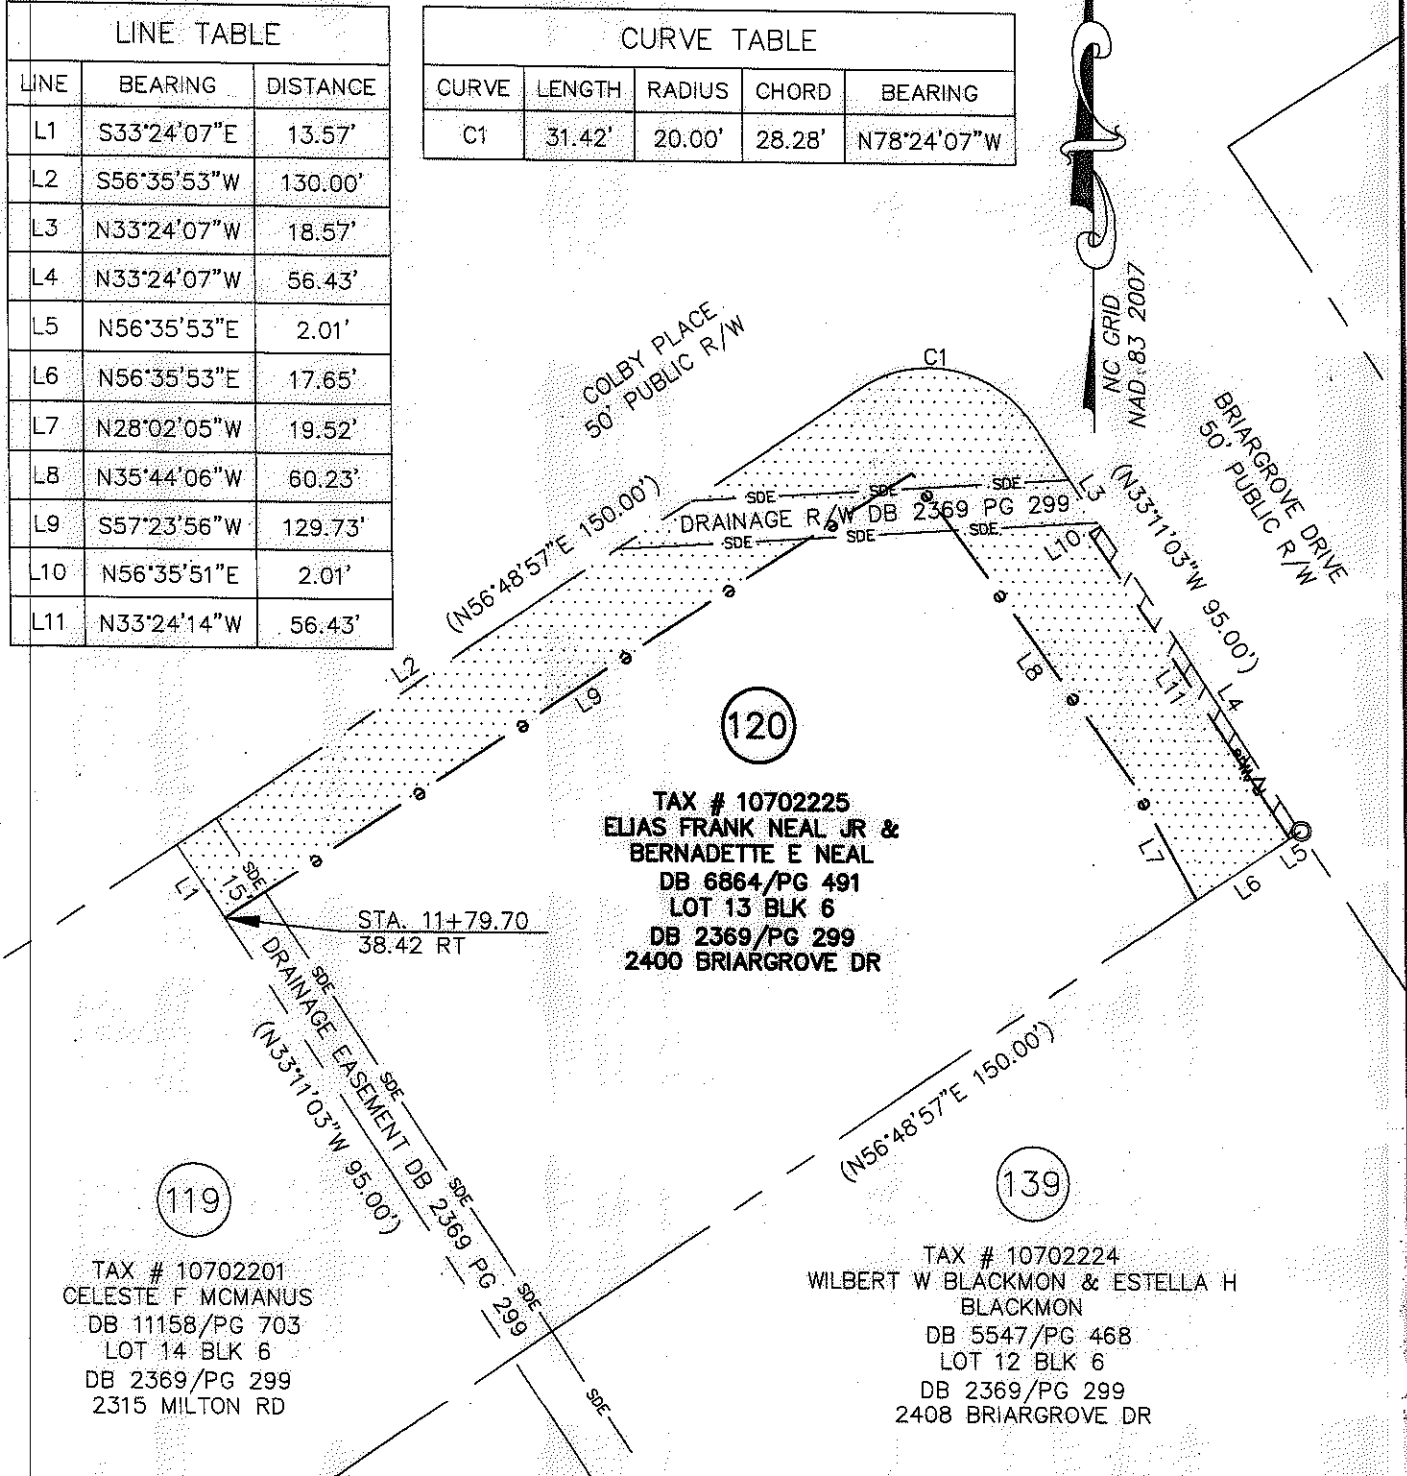 LINE TABLE
LINE BEARING DISTANCE
L1 S33°24'07"E 13.57'
L2 S56°35'53"W 130.00'
L3 N33°24'07"W 18.57'
L4 N33°24'07"W 56.43'
L5 N56°35'53"E 2.01'
L6 N56°35'53"E 17.65'
L7 N28°02'05"W 19.52'
L8 N35°44'06"W 60.23'
L9 S57°23'56"W 129.73'
L10 N56°35'51"E 2.01'
L11 N33°24'14"W 56.43'
CURVE TABLE
CURVE LENGTH RADIUS CHORD BEARING
C1 31.42' 20.00' 28.28' N78°24'07"W
NC GRID
NAD 83 2007
COLBY PLACE
50' PUBLIC R/W
C1
BRIARGROVE DRIVE
50' PUBLIC R/W
(N56°48'57"E 150.00')
SDE SDE SDE
DRAINAGE R/W DB 2369 PG 299
SDE SDE SDE
L3
(N33°11'03"W 95.00')
L10
L2
L9
L8
L11
L4
120
TAX # 10702225
ELIAS FRANK NEAL JR &
BERNADETTE E NEAL
DB 6864/PG 491
LOT 13 BLK 6
DB 2369/PG 299
2400 BRIARGROVE DR
L7
L6
L5
L1
15'
SDE
STA. 11+79.70
38.42 RT
DRAINAGE EASEMENT DB 2369 PG 299
SDE
SDE
SDE
SDE
SDE
(N33°11'03"W 95.00')
(N56°48'57"E 150.00')
119
TAX # 10702201
CELESTE F MCMANUS
DB 11158/PG 703
LOT 14 BLK 6
DB 2369/PG 299
2315 MILTON RD
139
TAX # 10702224
WILBERT W BLACKMON & ESTELLA H
BLACKMON
DB 5547/PG 468
LOT 12 BLK 6
DB 2369/PG 299
2408 BRIARGROVE DR